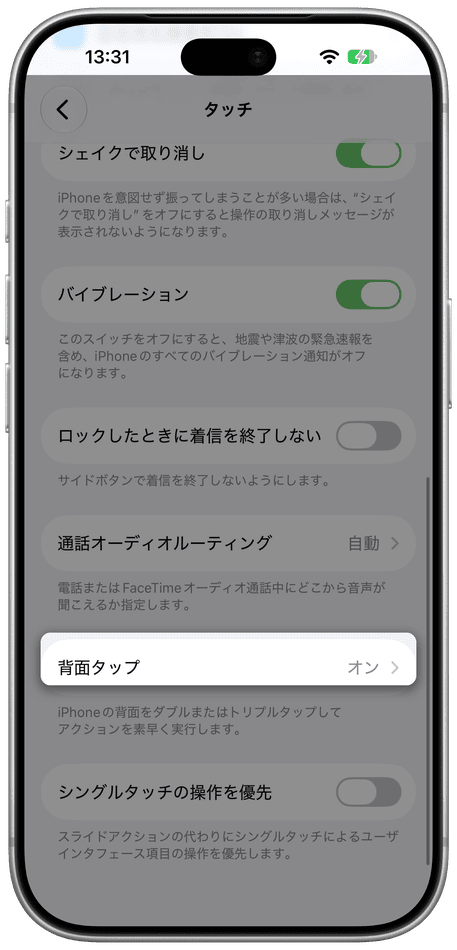 13:31
タッチ
シェイクで取り消し
iPhoneを意図せず振ってしまうことが多い場合は、“シェイ
クで取り消し” をオフにすると操作の取り消しメッセージが
表示されないようになります。
バイブレーション
このスイッチをオフにすると、地震や津波の緊急速報を
含め、iPhoneのすべてのバイブレーション通知がオフ
になります。
ロックしたときに着信を終了しない
サイドボタンで着信を終了しないようにします。
通話オーディオルーティング 自動
電話またはFaceTimeオーディオ通話中にどこから音声が
聞こえるか指定します。
背面タップ オン
iPhoneの背面をダブルまたはトリプルタップして
アクションを素早く実行します。
シングルタッチの操作を優先
スライドアクションの代わりにシングルタッチによるユーザ
インタフェース項目の操作を優先します。